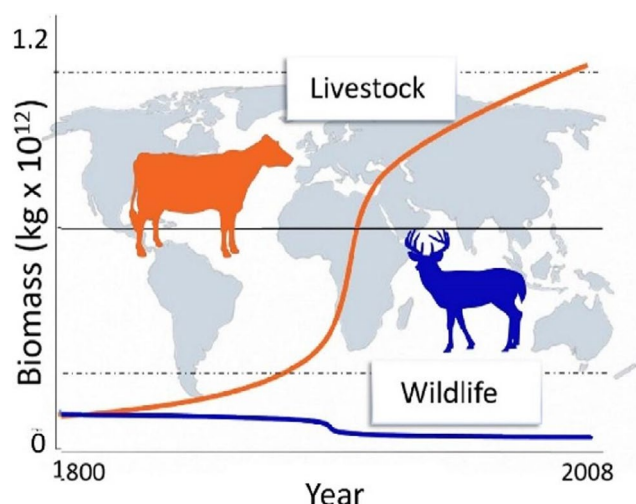 1.2
Livestock
Biomass (kg x 10¹²)
Wildlife
0
1800
2008
Year